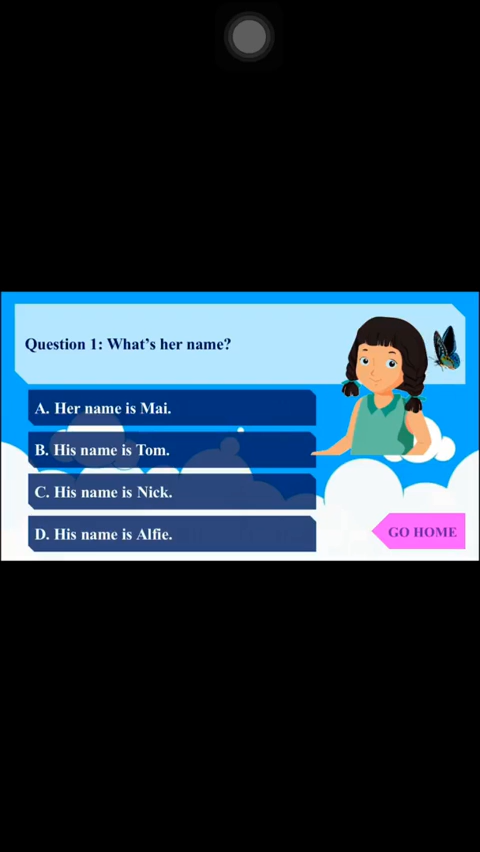 Question 1: What's her name?
A. Her name is Mai.
B. His name is Tom.
C. His name is Nick.
D. His name is Alfie.
GO HOME